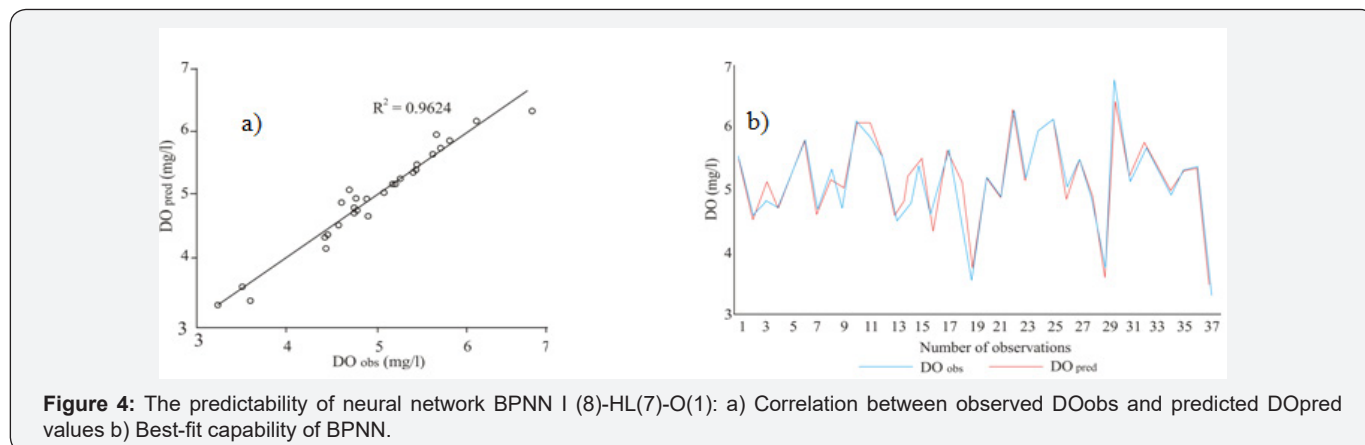 7
6
5
4
3
DO pred (mg/l)
a)
R² = 0.9624
3 4 5 6 7
DO obs (mg/l)
7
6
5
4
3
DO (mg/l)
b)
1 3 5 7 9 11 13 15 17 19 21 23 25 27 29 31 33 35 37
Number of observations
DO obs DO pred
Figure 4: The predictability of neural network BPNN I (8)-HL(7)-O(1): a) Correlation between observed DOobs and predicted DOpred
values b) Best-fit capability of BPNN.